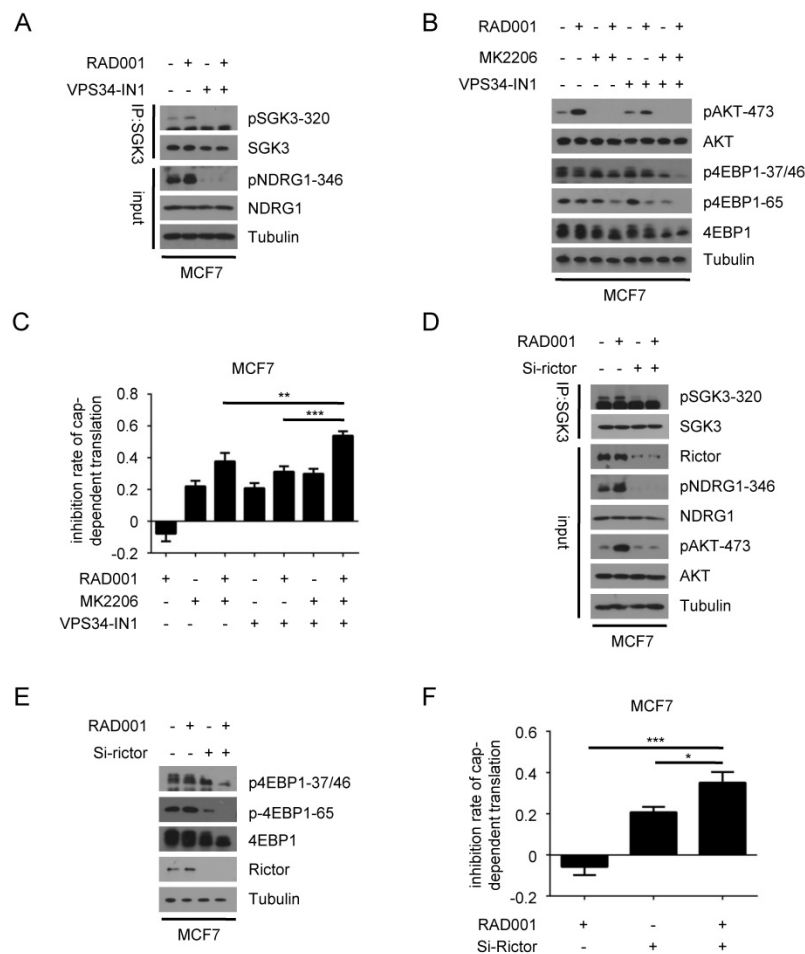 A
RAD001 - + - +
VPS34-IN1 - - + +
IP:SGK3
pSGK3-320
SGK3
input
pNDRG1-346
NDRG1
Tubulin
MCF7
B
RAD001 - + - + - + - +
MK2206 - - + + - - + +
VPS34-IN1 - - - - + + + +
pAKT-473
AKT
p4EBP1-37/46
p4EBP1-65
4EBP1
Tubulin
MCF7
C
MCF7
inhibition rate of cap-
dependent translation
0.8
0.6
0.4
0.2
0
-0.2
**
***
RAD001 + - + - + - +
MK2206 - + + - - + +
VPS34-IN1 - - - + + + +
D
RAD001 - + - +
Si-rictor - - + +
IP:SGK3
pSGK3-320
SGK3
input
Rictor
pNDRG1-346
NDRG1
pAKT-473
AKT
Tubulin
MCF7
E
RAD001 - + - +
Si-rictor - - + +
p4EBP1-37/46
p-4EBP1-65
4EBP1
Rictor
Tubulin
MCF7
F
MCF7
inhibition rate of cap-
dependent translation
0.6
0.4
0.2
0
-0.2
***
*
RAD001 + - +
Si-Rictor - + +